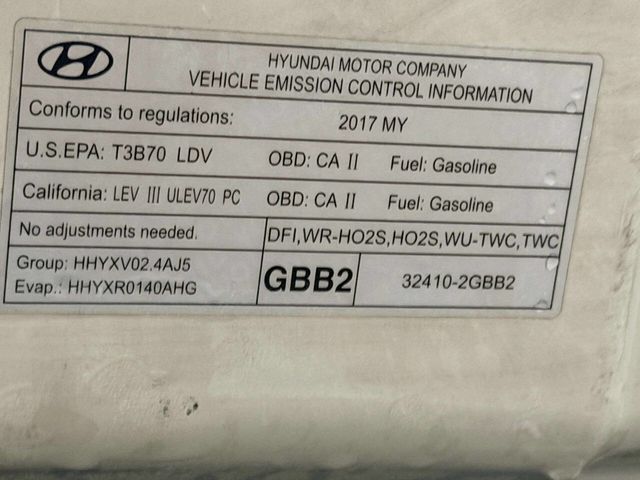 HYUNDAI MOTOR COMPANY
VEHICLE EMISSION CONTROL INFORMATION
Conforms to regulations: 2017 MY
U.S.EPA: T3B70 LDV OBD: CA II Fuel: Gasoline
California: LEV III ULEV70 PC OBD: CA II Fuel: Gasoline
No adjustments needed. DFI,WR-HO2S,HO2S,WU-TWC,TWC
Group: HHYXV02.4AJ5
Evap.: HHYXR0140AHG
GBB2 32410-2GBB2